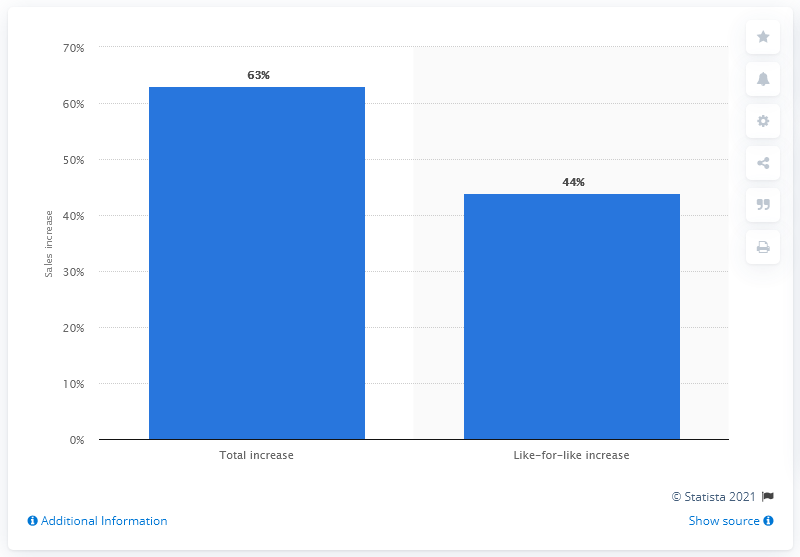 70%
60%
50%
40%
30%
20%
10%
0%
Sales increase
63%
44%
Total increase
Like-for-like increase
© Statista 2021
Additional Information
Show source